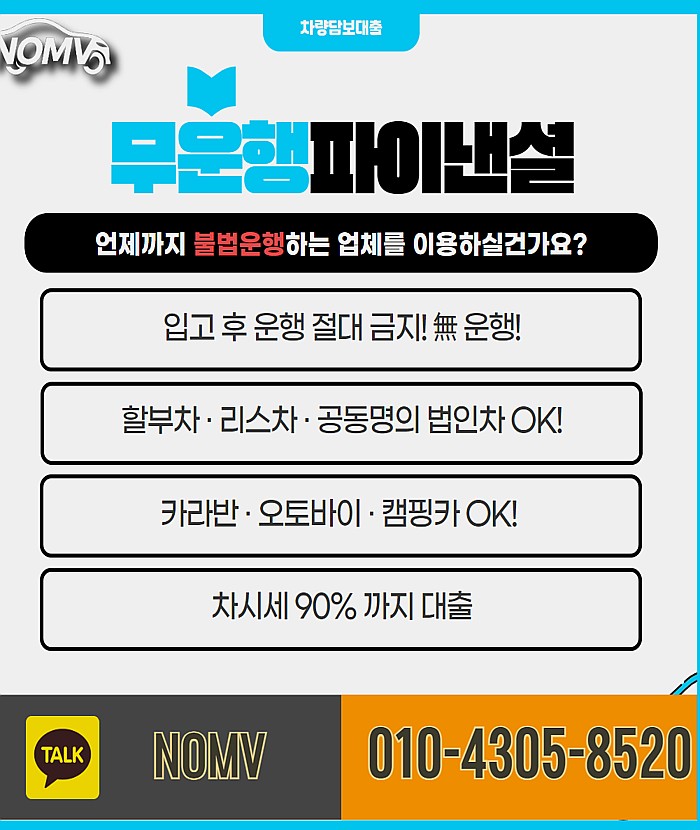 차량담보대출
NOMV
무운행파이낸셜
언제까지 불법운행하는 업체를 이용하실건가요?
입고 후 운행 절대 금지! 無 운행!
할부차 · 리스차 · 공동명의 법인차 OK!
카라반 · 오토바이 · 캠핑카 OK!
차시세 90% 까지 대출
TALK
NOMV
010-4305-8520